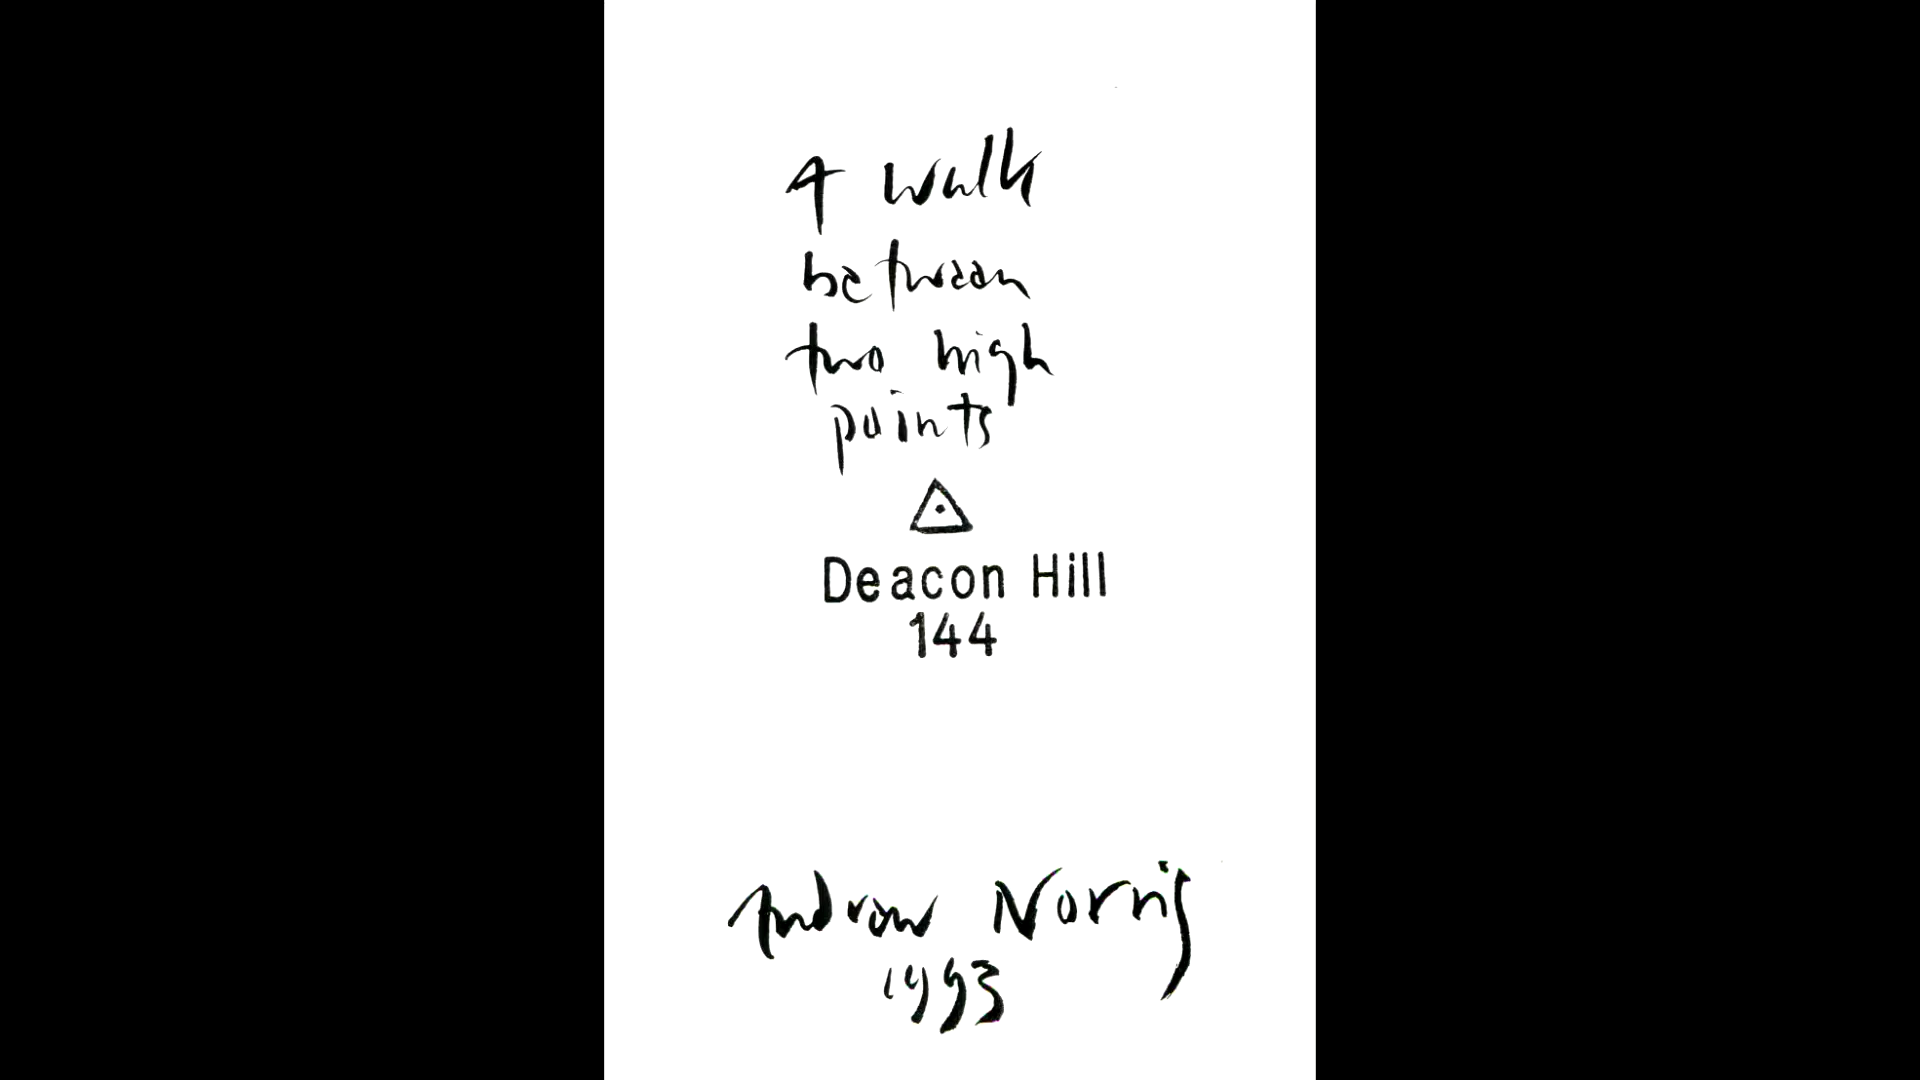 A walk
between
two high
points
Deacon Hill
144
Andrew Norris
1993